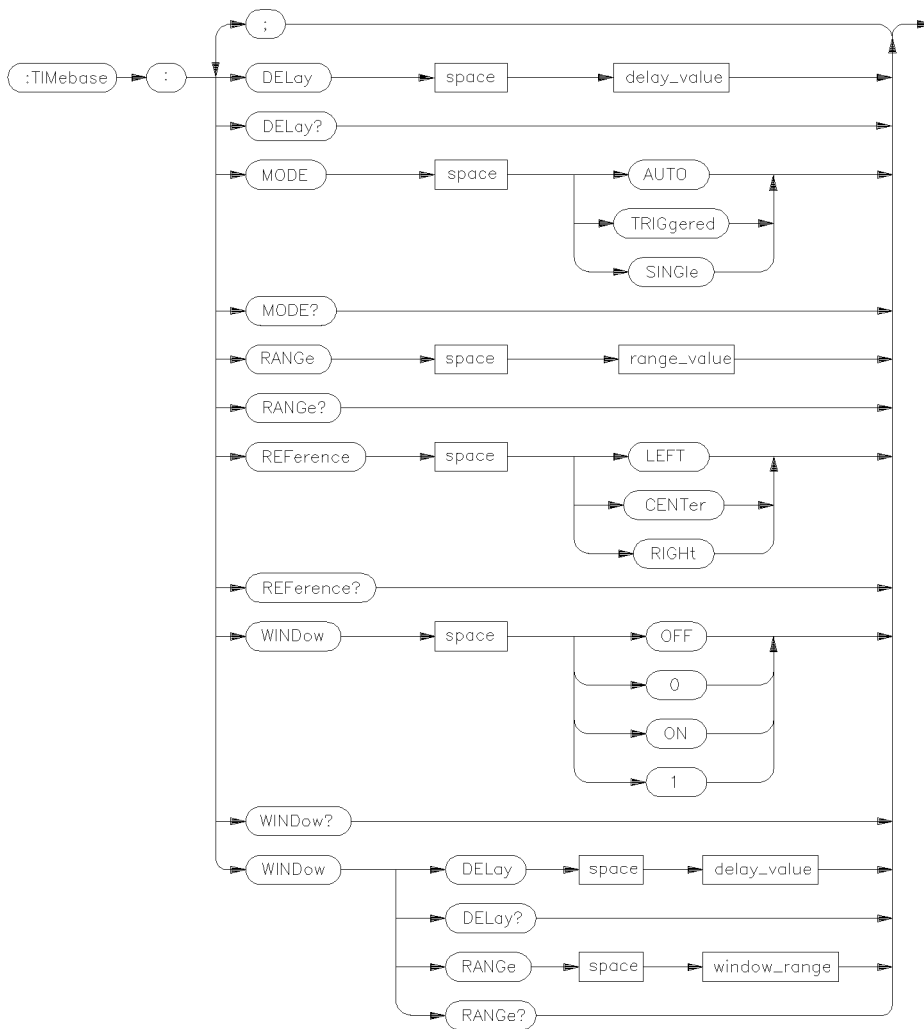 ;
:TIMebase : DELay space delay_value
DELay?
MODE space AUTO
TRIGgered
SINGle
MODE?
RANGe space range_value
RANGe?
REFerence space LEFT
CENTer
RIGHt
REFerence?
WINDow space OFF
0
ON
1
WINDow?
WINDow DELay space delay_value
DELay?
RANGe space window_range
RANGe?